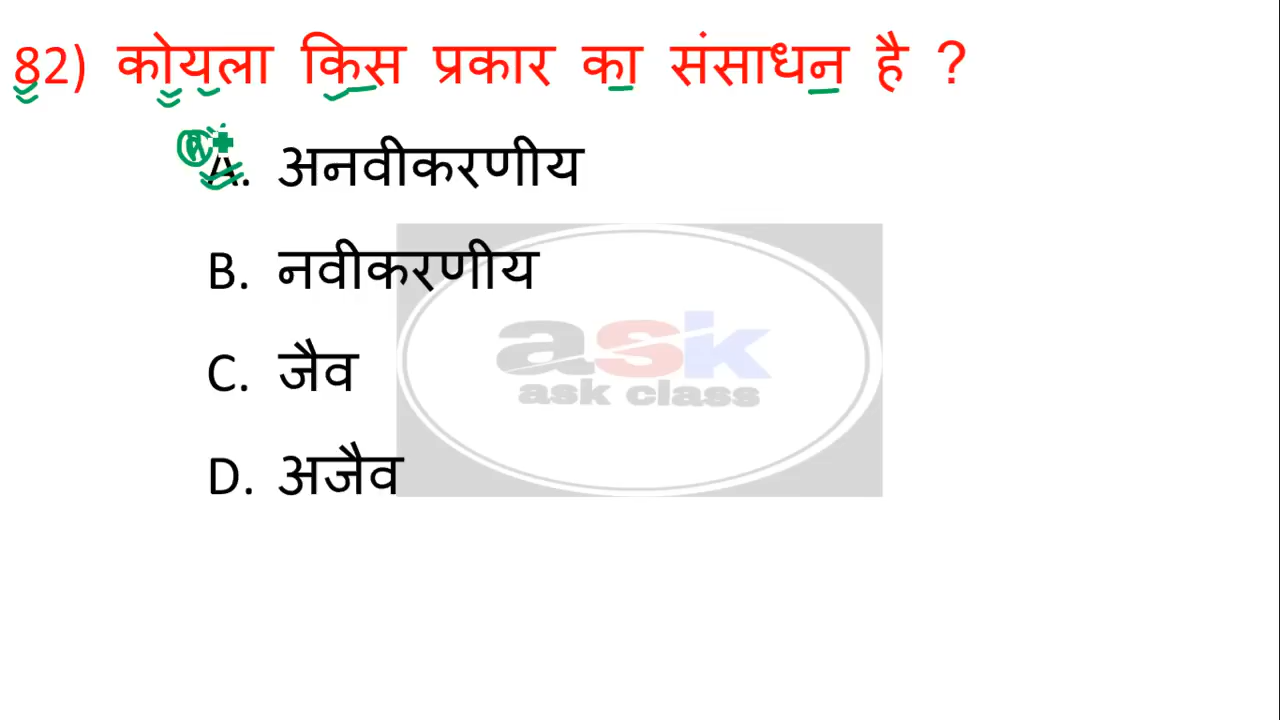 82) कोयला किस प्रकार का संसाधन है ?
A. अनवीकरणीय
B. नवीकरणीय
C. जैव
D. अजैव
ask
ask class